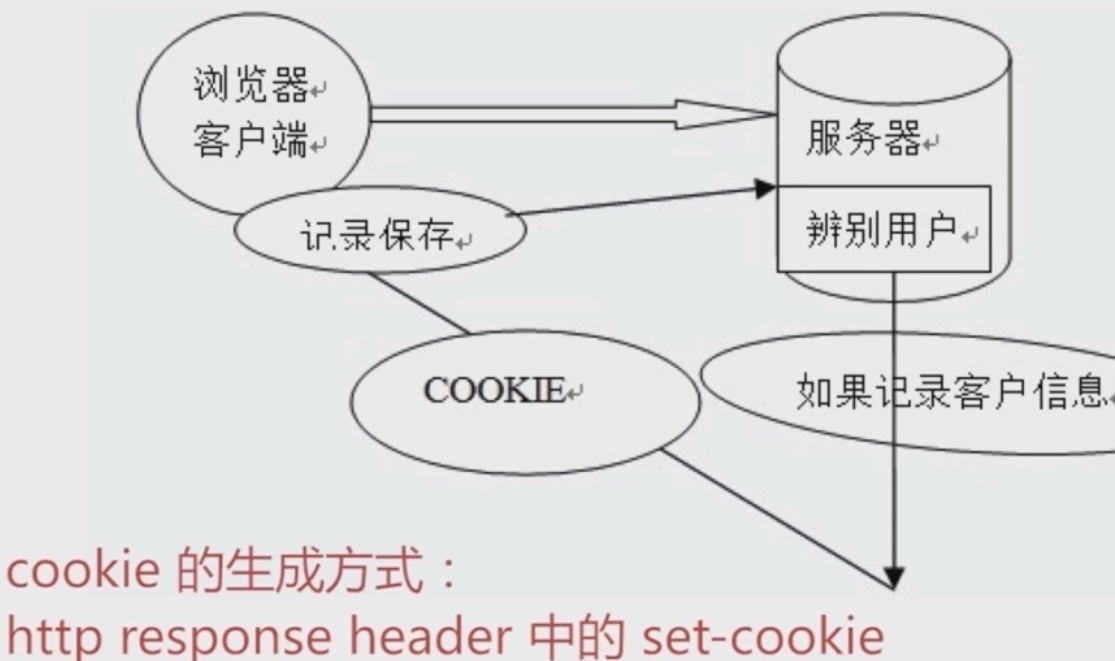 浏览器
客户端
服务器
记录保存
辨别用户
COOKIE
如果记录客户信息
cookie 的生成方式：
http response header 中的 set-cookie